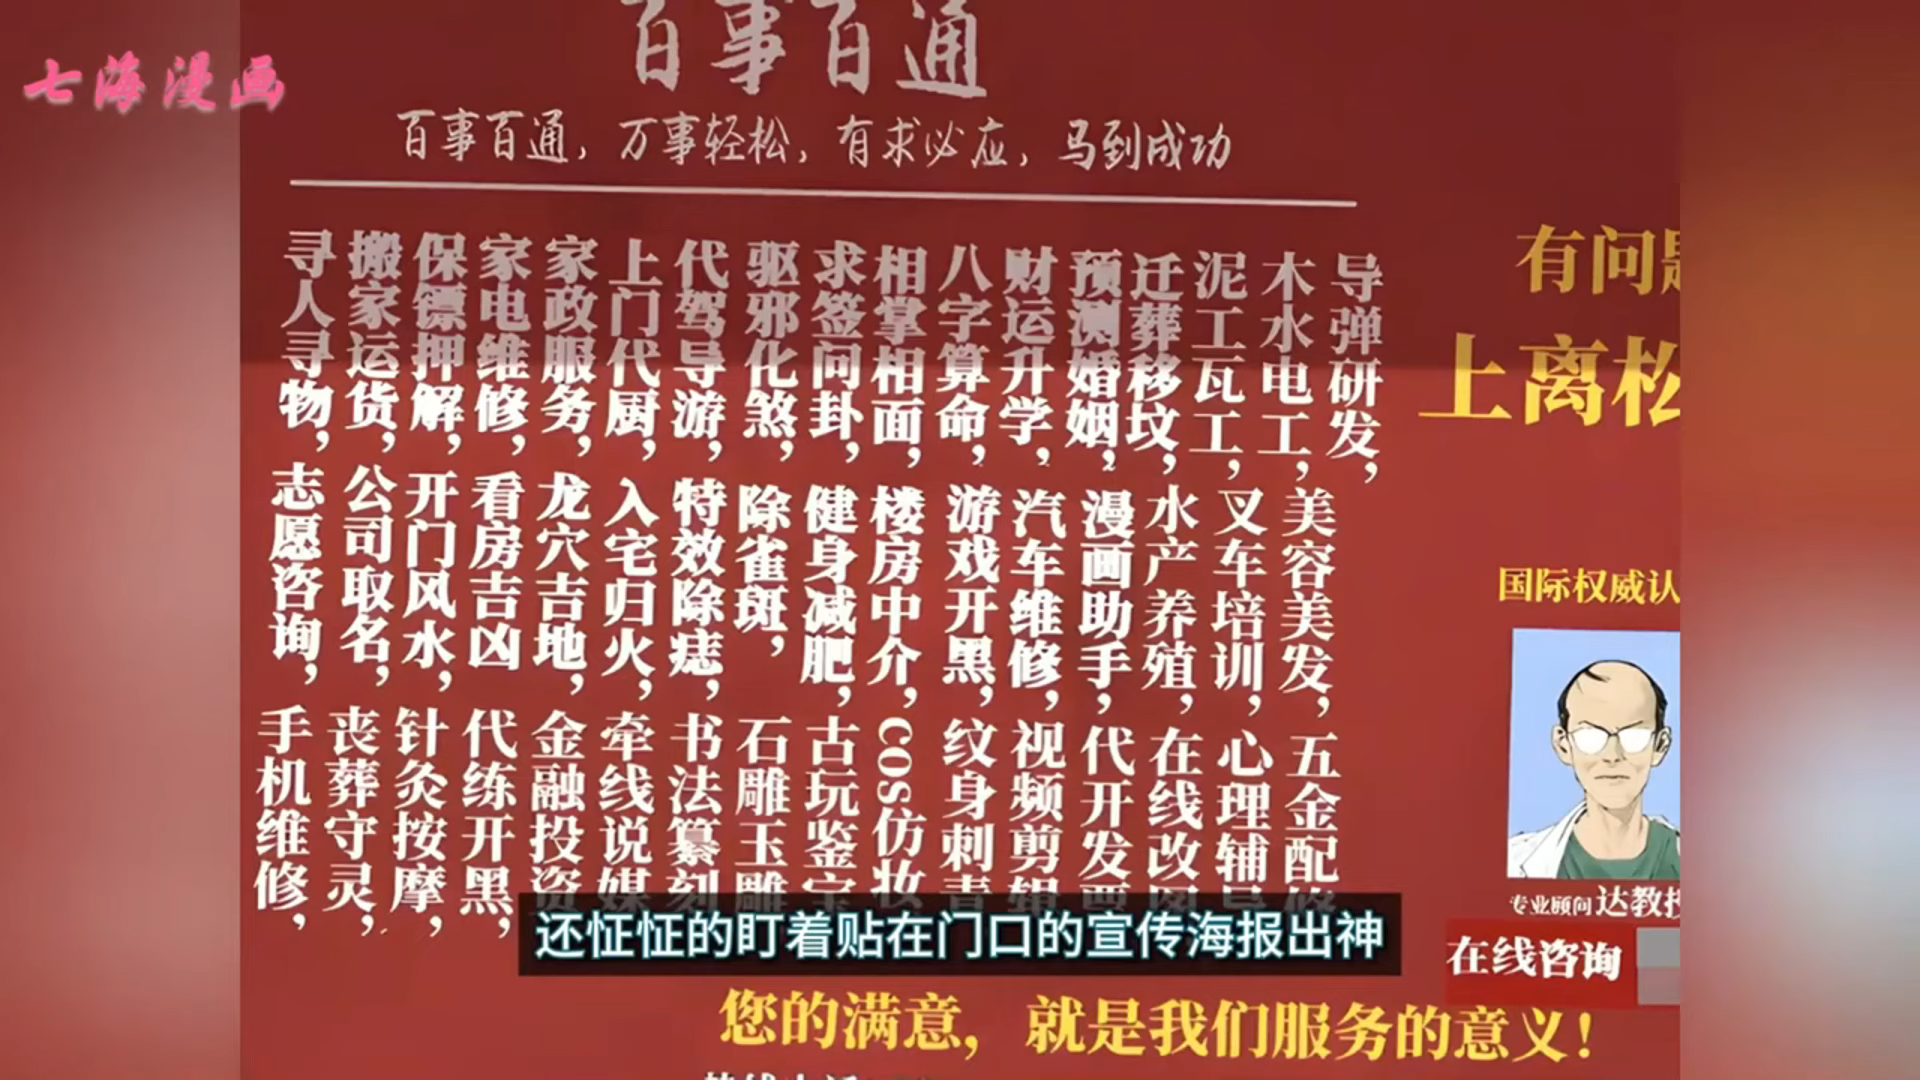 七海漫画
百事百通
百事百通，万事轻松，有求必应，马到成功
寻人寻物，志愿咨询，手机维修，
搬家运货，公司取名，丧葬守灵，
保镖押解，开门风水，针灸按摩，
家电维修，看房吉凶 代练开黑，
家政服务，龙穴吉地，金融投资
上门代厨，入宅归火，牵线说媒
代驾导游，特效除痣，书法纂刻
驱邪化煞，除雀斑，石雕玉雕
求签问卦，健身减肥，古玩鉴宝
相掌相面，楼房中介，cos仿妆
八字算命，游戏开黑，纹身刺青
财运升学，汽车维修，视频剪辑
预测婚姻，漫画助手，代开发票
迁葬移坟，水产养殖，在线改图
泥工瓦工，叉车培训，心理辅导
木水电工，美容美发，五金配
导弹研发，
有问题
上离松
国际权威认
专业顾问 达教授
在线咨询
还怔怔的盯着贴在门口的宣传海报出神
您的满意，就是我们服务的意义！